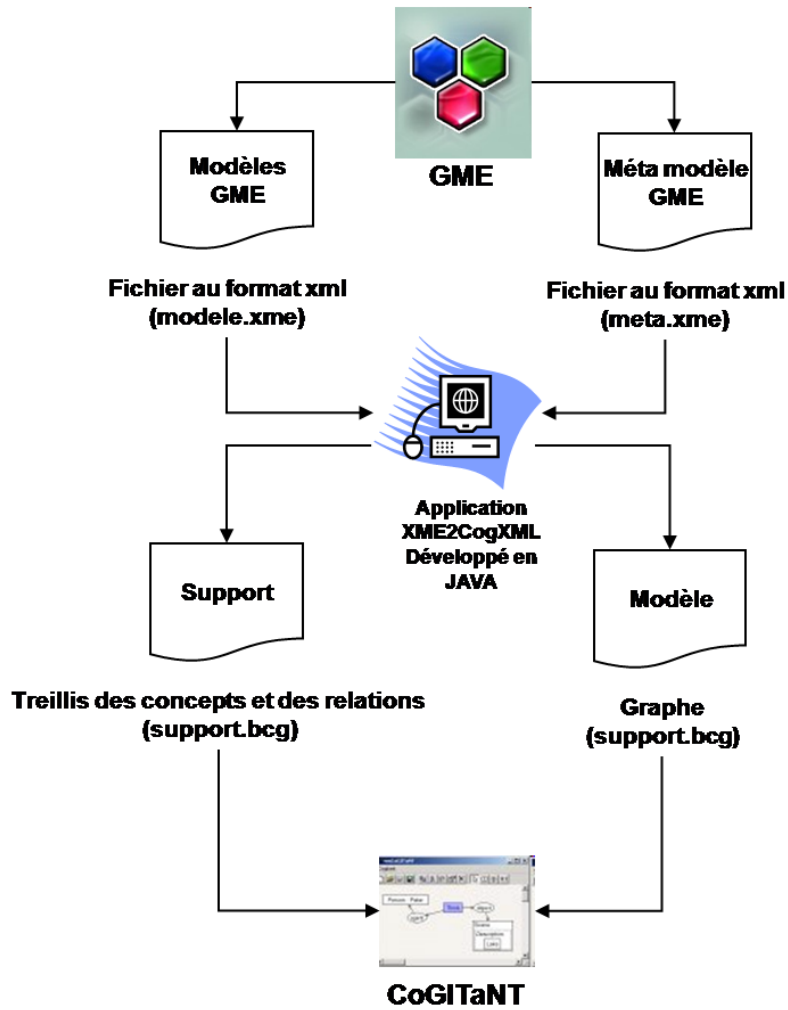 GME
Modèles
GME
Méta modèle
GME
Fichier au format xml
(modele.xme)
Fichier au format xml
(meta.xme)
Application
XME2CogXML
Développé en
JAVA
Support
Modèle
Treillis des concepts et des relations
(support.bcg)
Graphe
(support.bcg)
CoGITaNT